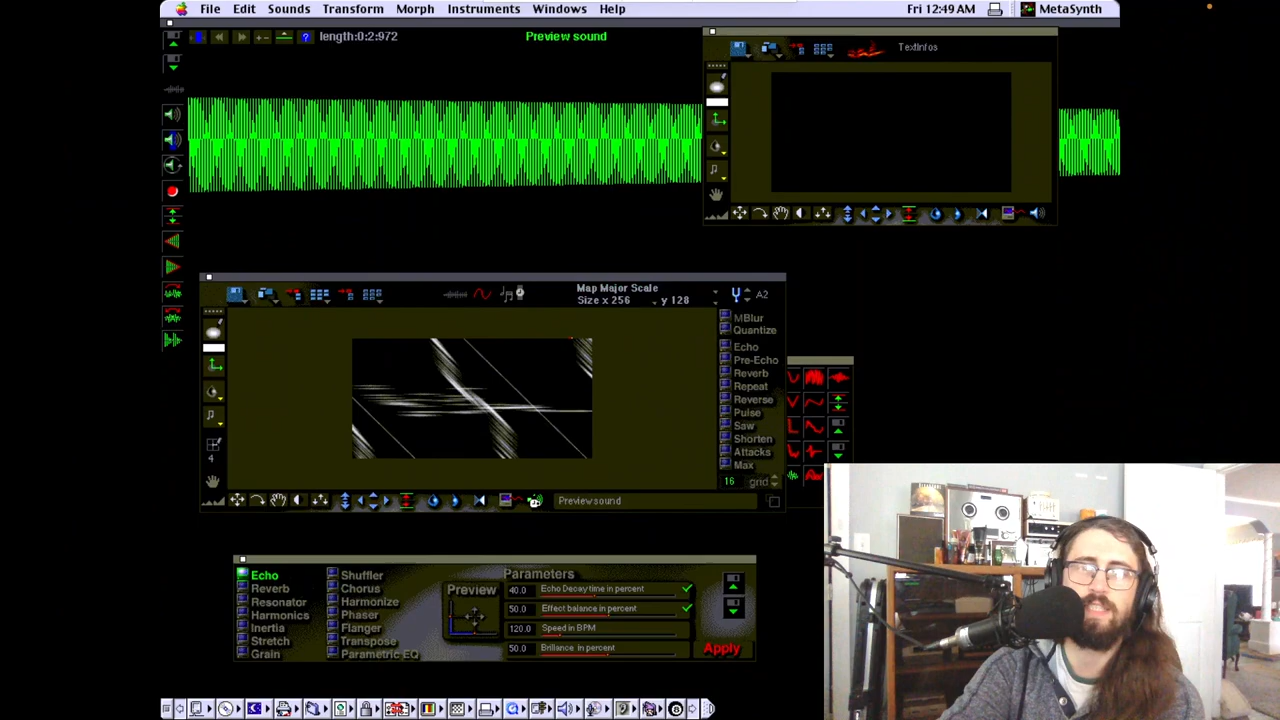 File Edit Sounds Transform Morph Instruments Windows Help Fri 12:49 AM MetaSynth
length:0:2:972 Preview sound
TextInfos
Map Major Scale
Size x 256 y 128 A2
MBlur
Quantize
Echo
Pre-Echo
Reverb
Repeat
Reverse
Pulse
Saw
Shorten
Attacks
Max
16 grid
4
Preview sound
Echo
Reverb
Resonator
Harmonics
Inertia
Stretch
Grain
Shuffler
Chorus
Harmonize
Phaser
Flanger
Transpose
Parametric EQ
Preview
Parameters
40.0 Echo Decay time in percent
50.0 Effect balance in percent
120.0 Speed in BPM
50.0 Brillance in percent
Apply